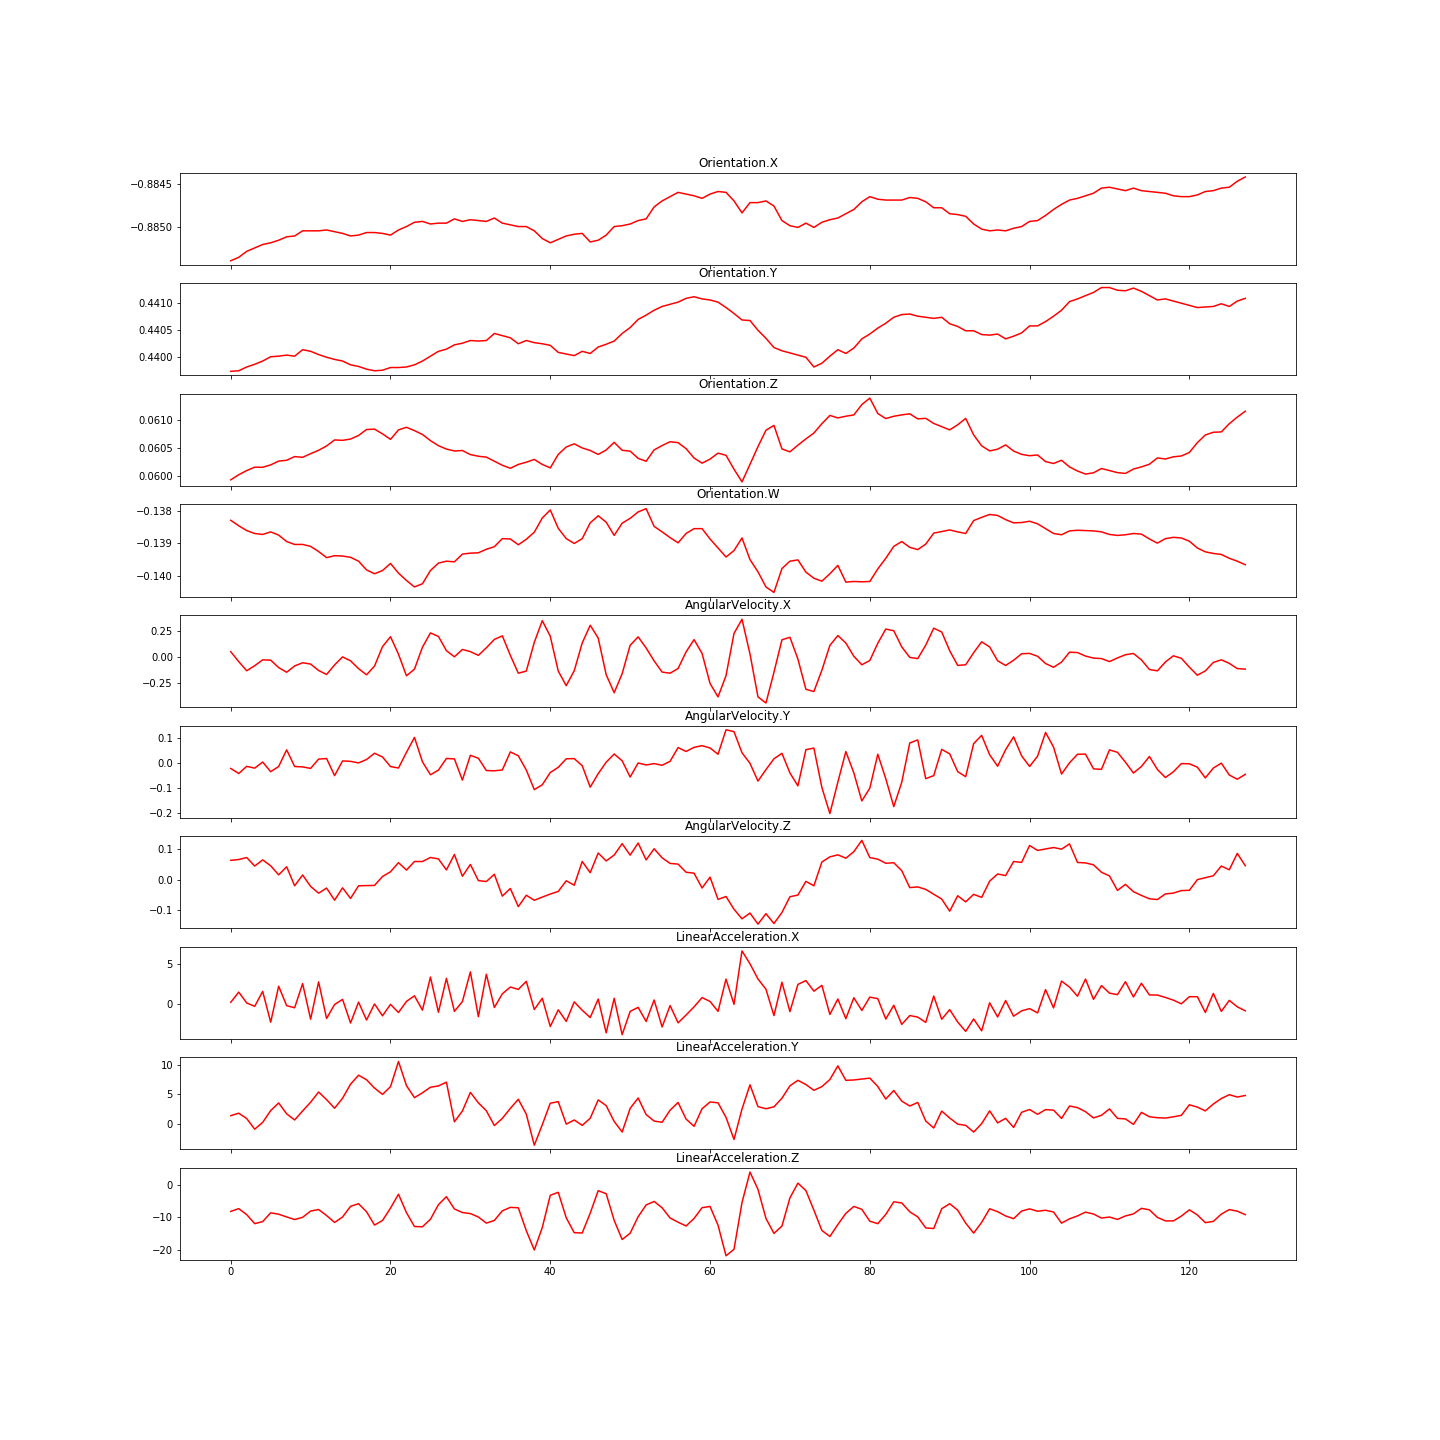 Orientation.X
−0.8845
−0.8850
Orientation.Y
0.4410
0.4405
0.4400
Orientation.Z
0.0610
0.0605
0.0600
Orientation.W
−0.138
−0.139
−0.140
AngularVelocity.X
0.25
0.00
−0.25
AngularVelocity.Y
0.1
0.0
−0.1
−0.2
AngularVelocity.Z
0.1
0.0
−0.1
LinearAcceleration.X
5
0
LinearAcceleration.Y
10
5
0
LinearAcceleration.Z
0
−10
−20
0 20 40 60 80 100 120